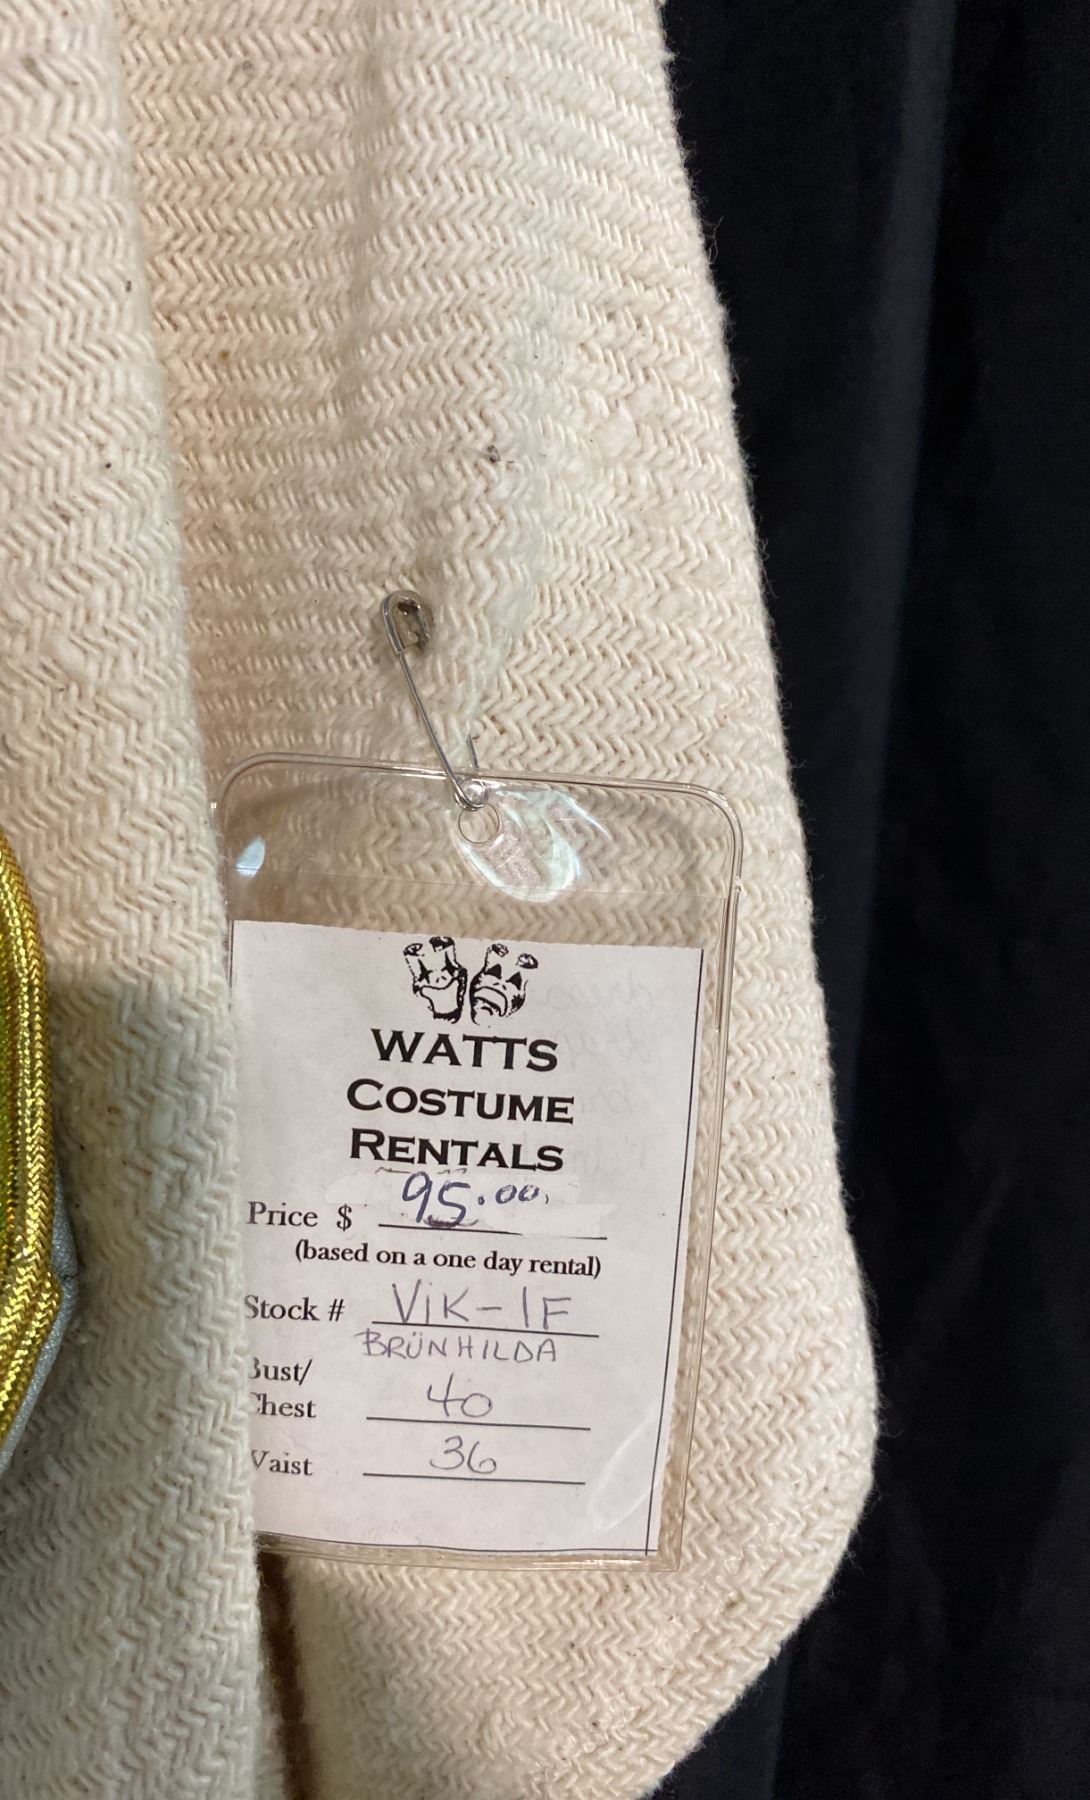 WATTS
COSTUME
RENTALS
Price $ 95.00
(based on a one day rental)
Stock # ViK-1F
BRÜNHILDA
Bust/
Chest 40
Waist 36